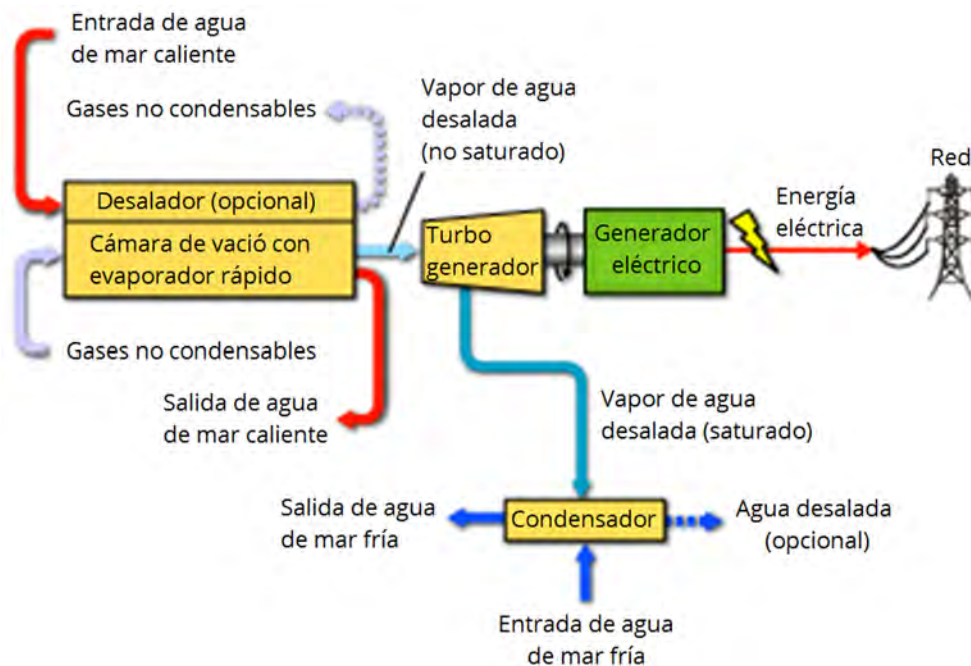 Entrada de agua
de mar caliente
Gases no condensables
Vapor de agua
desalada
(no saturado)
Desalador (opcional)
Cámara de vació con
evaporador rápido
Turbo
generador
Generador
eléctrico
Energía
eléctrica
Red
Gases no condensables
Salida de agua
de mar caliente
Vapor de agua
desalada (saturado)
Salida de agua
de mar fría
Condensador
Agua desalada
(opcional)
Entrada de agua
de mar fría